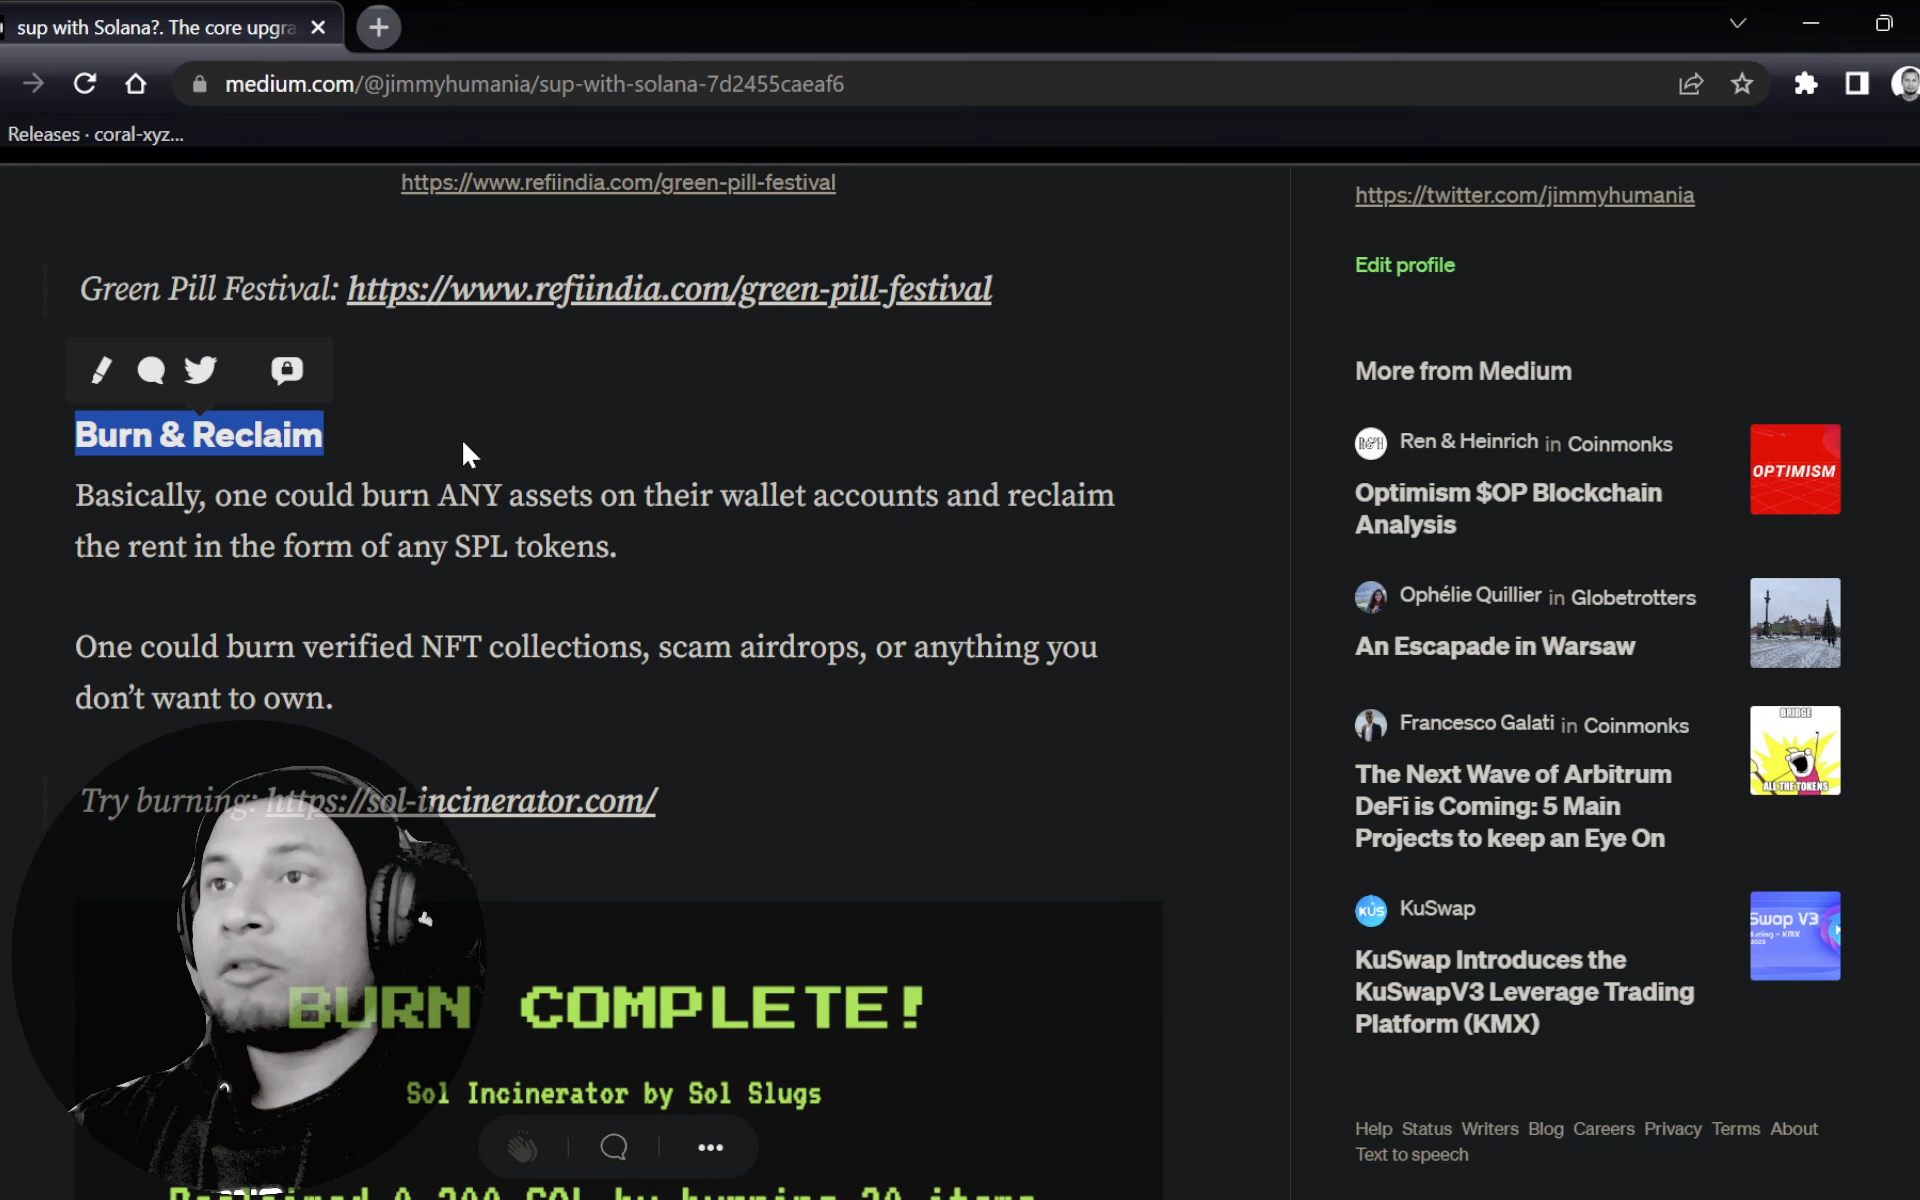 sup with Solana?. The core upgra
medium.com/@jimmyhumania/sup-with-solana-7d2455caeaf6
Releases · coral-xyz...
https://www.refiindia.com/green-pill-festival
Green Pill Festival: https://www.refiindia.com/green-pill-festival
Burn & Reclaim
Basically, one could burn ANY assets on their wallet accounts and reclaim
the rent in the form of any SPL tokens.
One could burn verified NFT collections, scam airdrops, or anything you
don’t want to own.
Try burning: https://sol-incinerator.com/
BURN COMPLETE!
Sol Incinerator by Sol Slugs
https://twitter.com/jimmyhumania
Edit profile
More from Medium
R&H
Ren & Heinrich in Coinmonks
Optimism $OP Blockchain
Analysis
OPTIMISM
Ophélie Quillier in Globetrotters
An Escapade in Warsaw
Francesco Galati in Coinmonks
The Next Wave of Arbitrum
DeFi is Coming: 5 Main
Projects to keep an Eye On
BRIDGE
ALL THE TOKENS
KUS
KuSwap
KuSwap Introduces the
KuSwapV3 Leverage Trading
Platform (KMX)
Swap V3
Help Status Writers Blog Careers Privacy Terms About
Text to speech